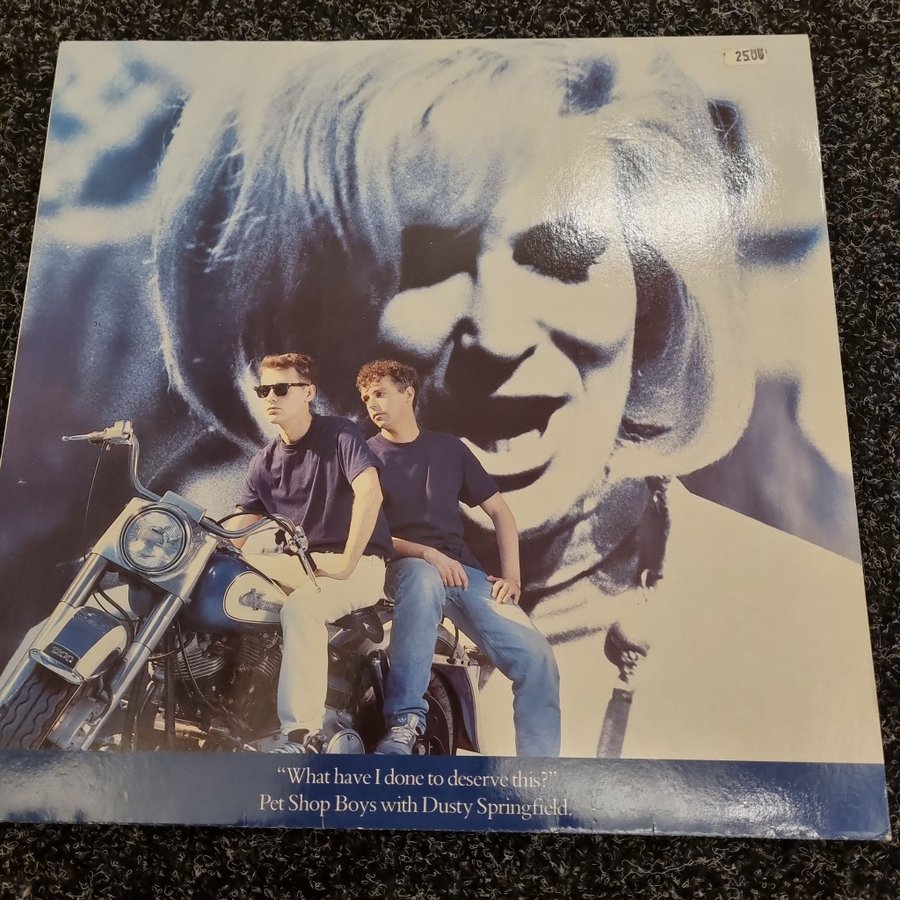 25.00
“What have I done to deserve this?”
Pet Shop Boys with Dusty Springfield.